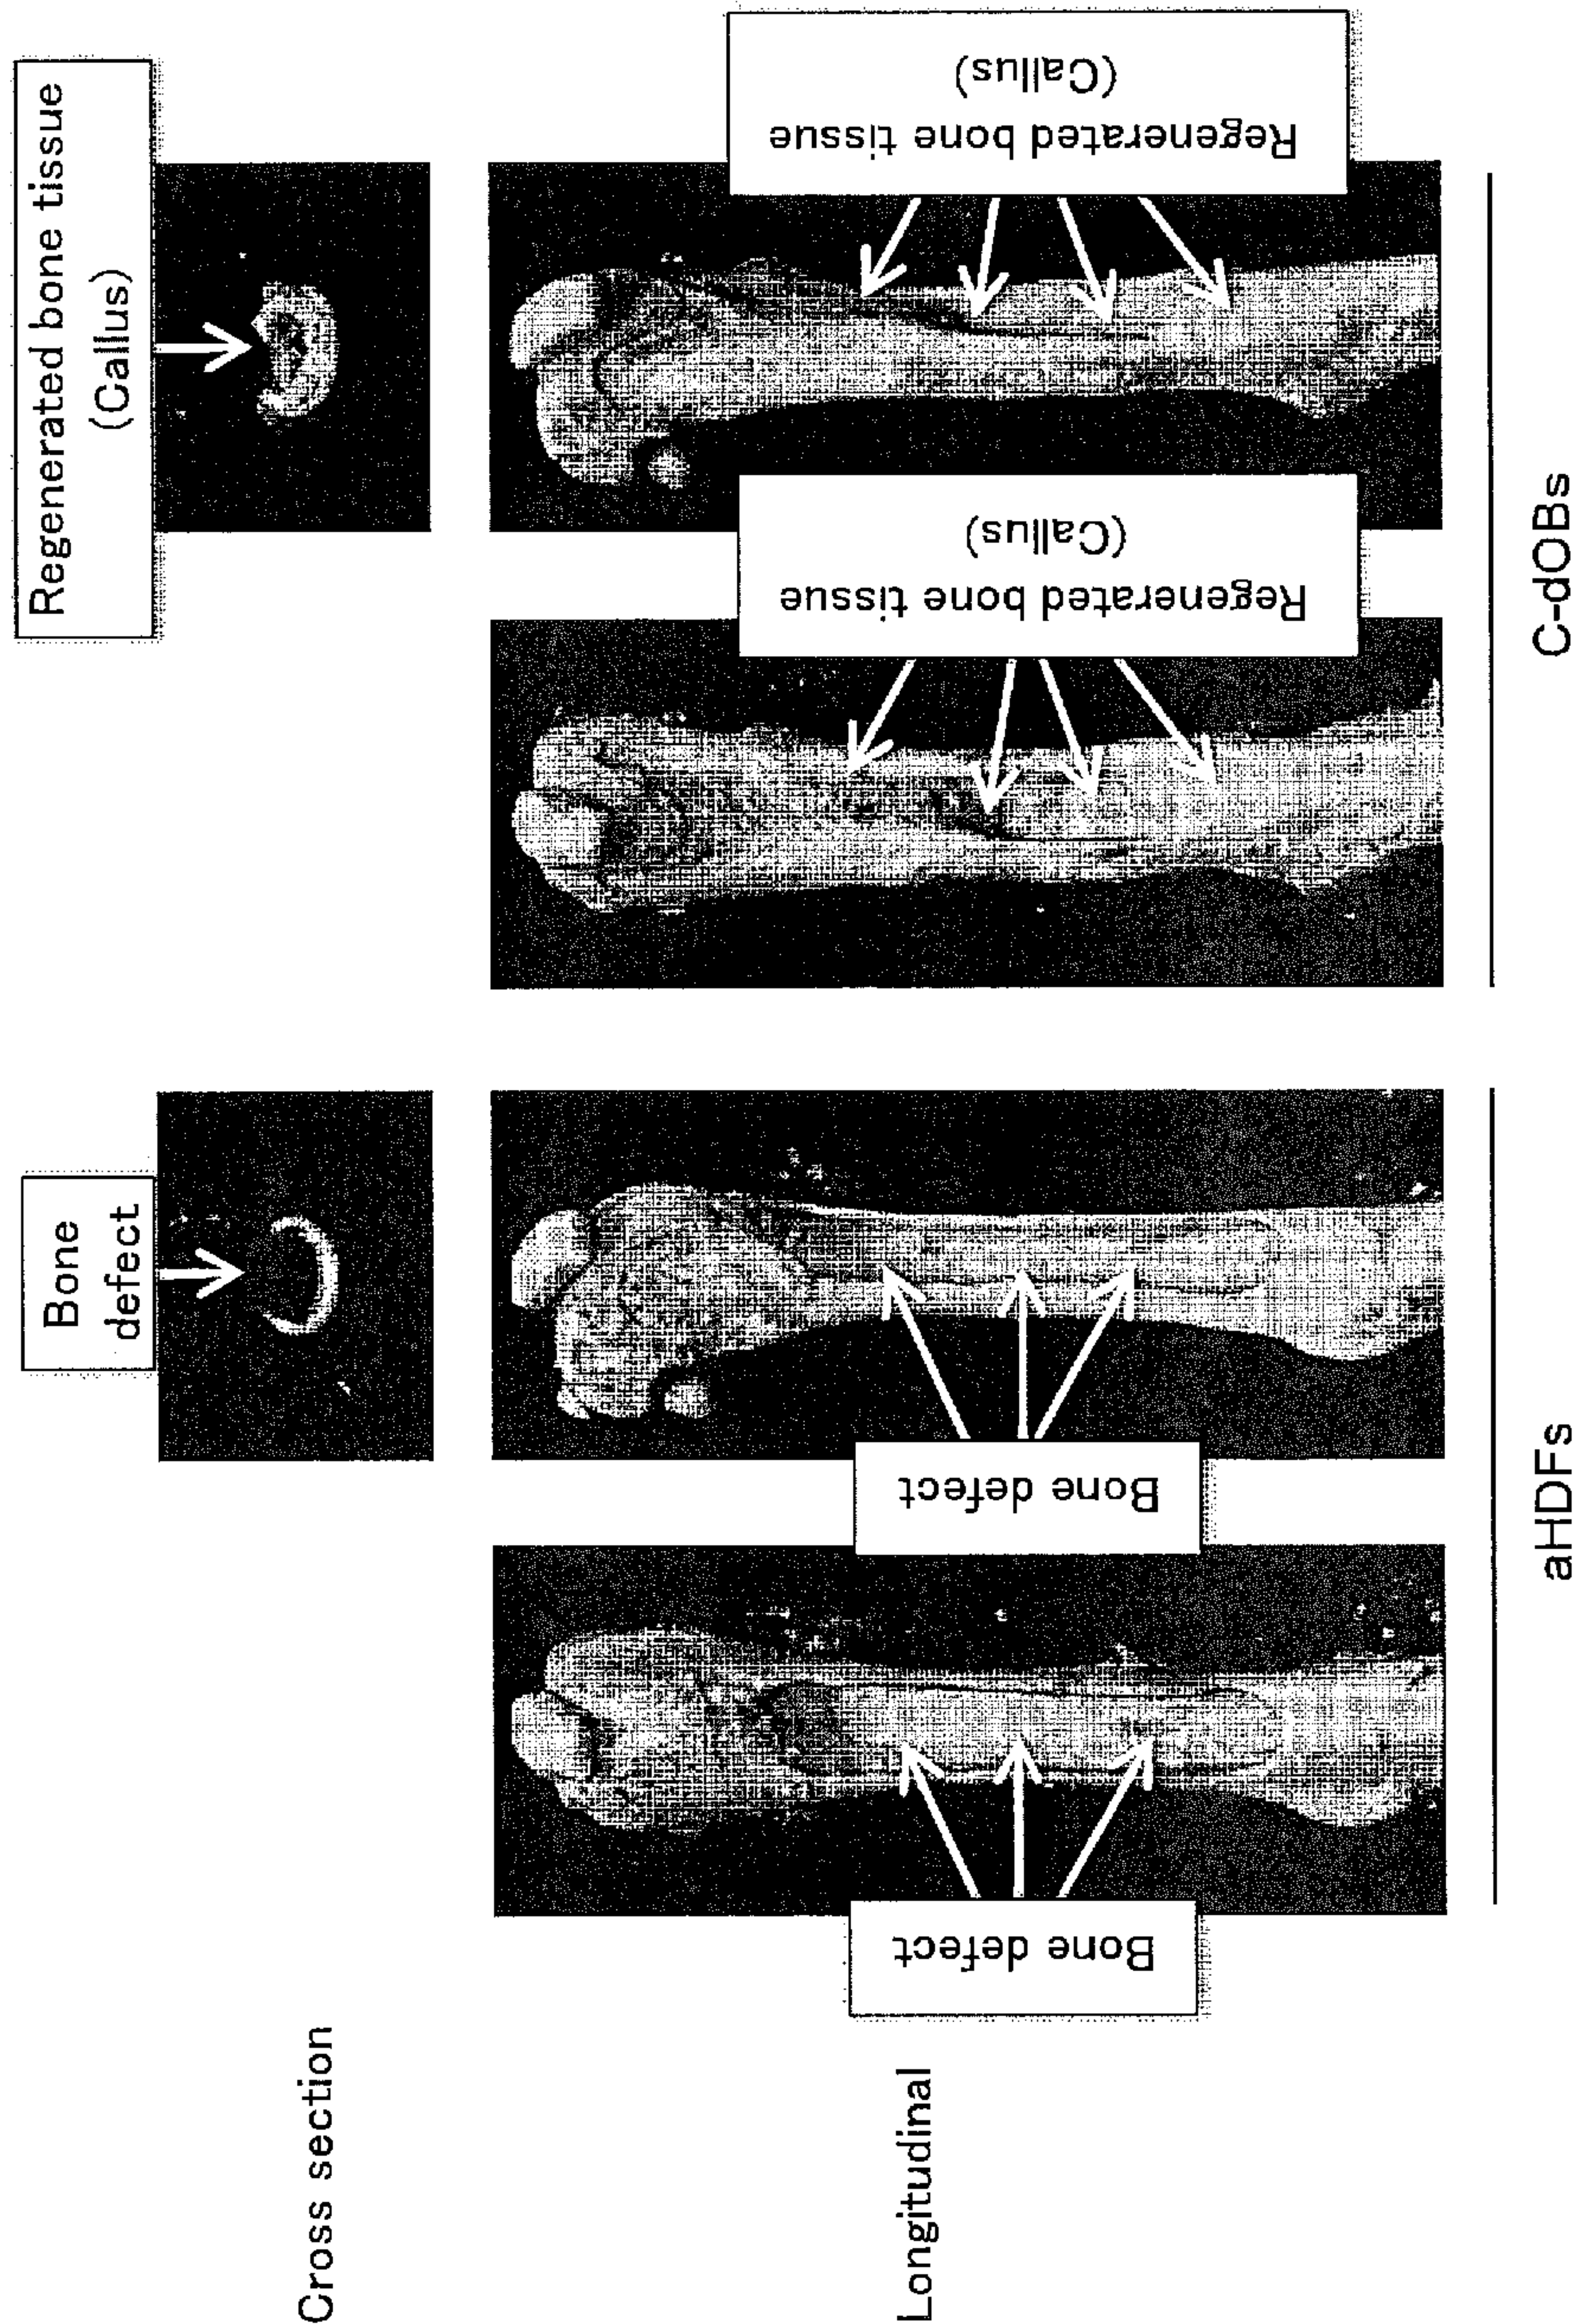 Regenerated bone tissue
(Callus)
Bone
defect
Cross section
Regenerated bone tissue
(Callus)
Regenerated bone tissue
(Callus)
Bone defect
Bone defect
Longitudinal
C-dOBs
aHDFs